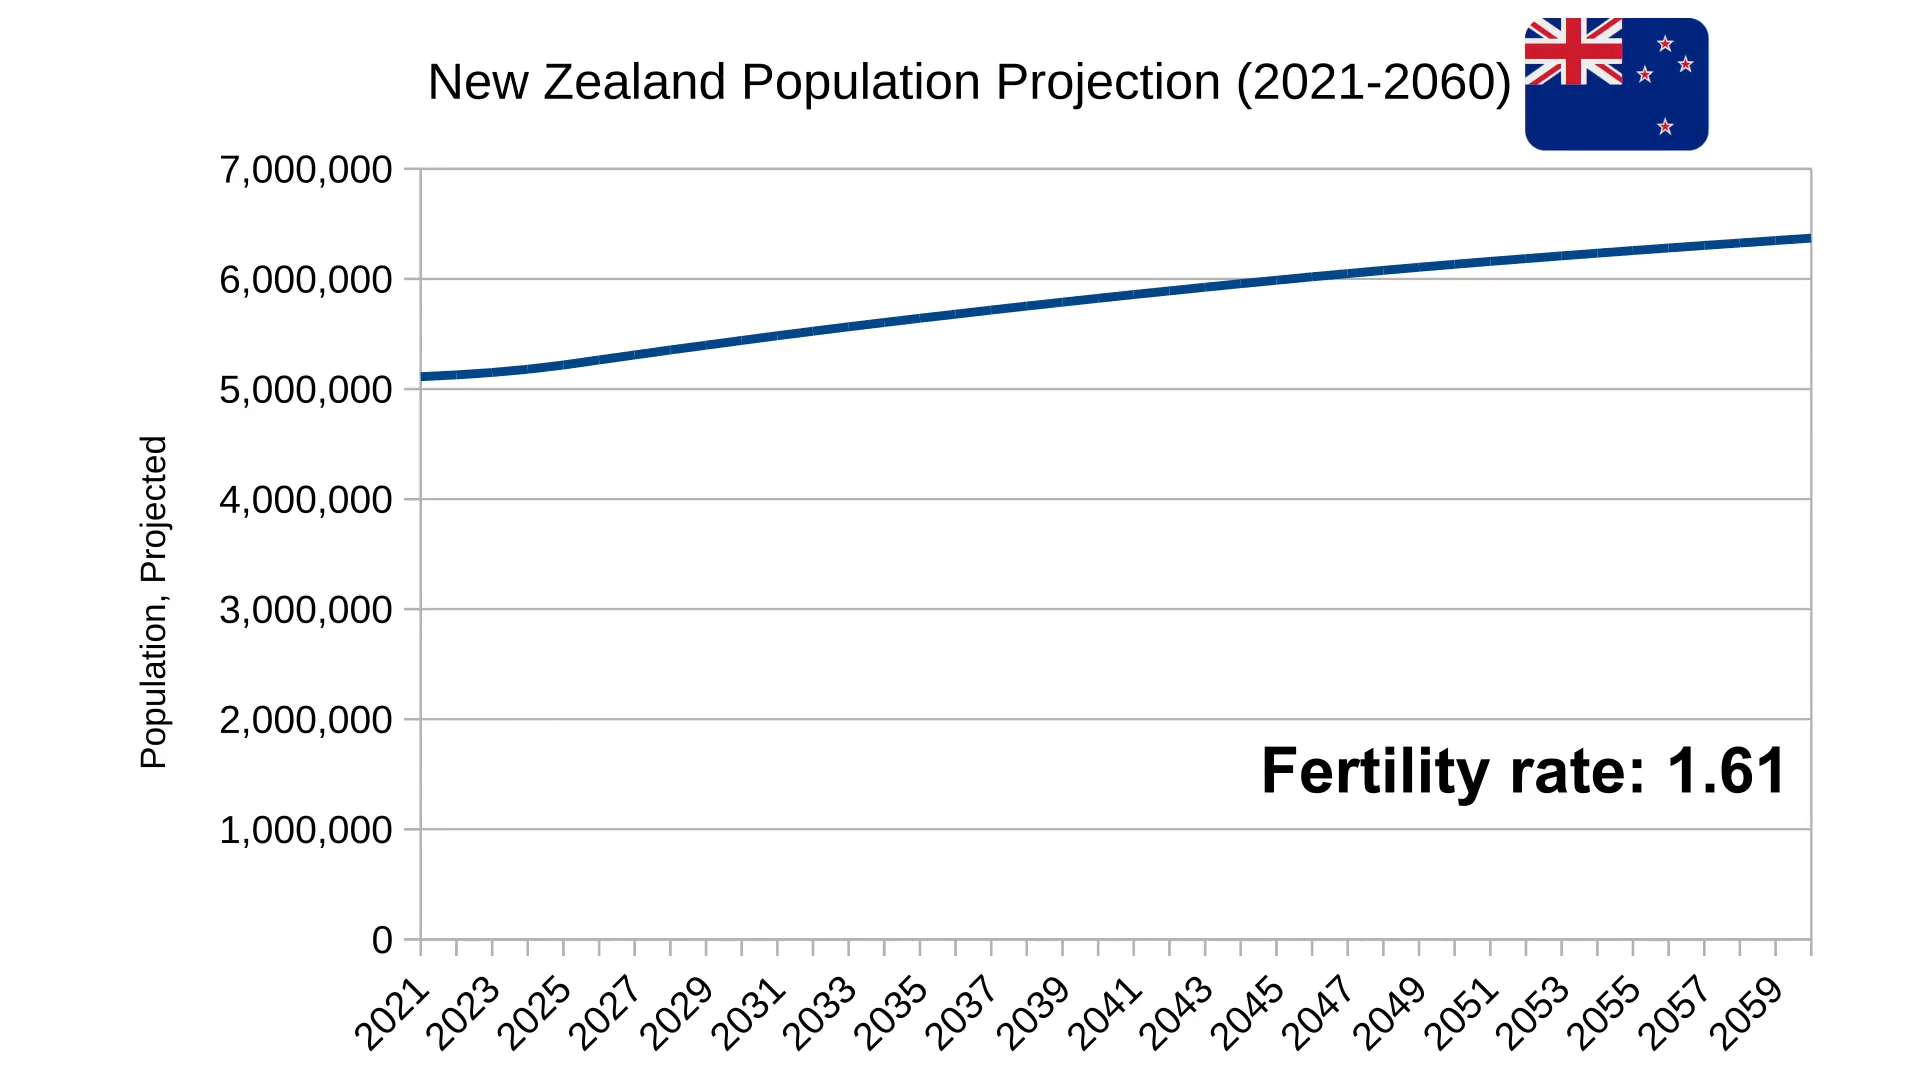 New Zealand Population Projection (2021-2060)
7,000,000
6,000,000
5,000,000
4,000,000
3,000,000
2,000,000
1,000,000
0
Population, Projected
Fertility rate: 1.61
2021 2023 2025 2027 2029 2031 2033 2035 2037 2039 2041 2043 2045 2047 2049 2051 2053 2055 2057 2059